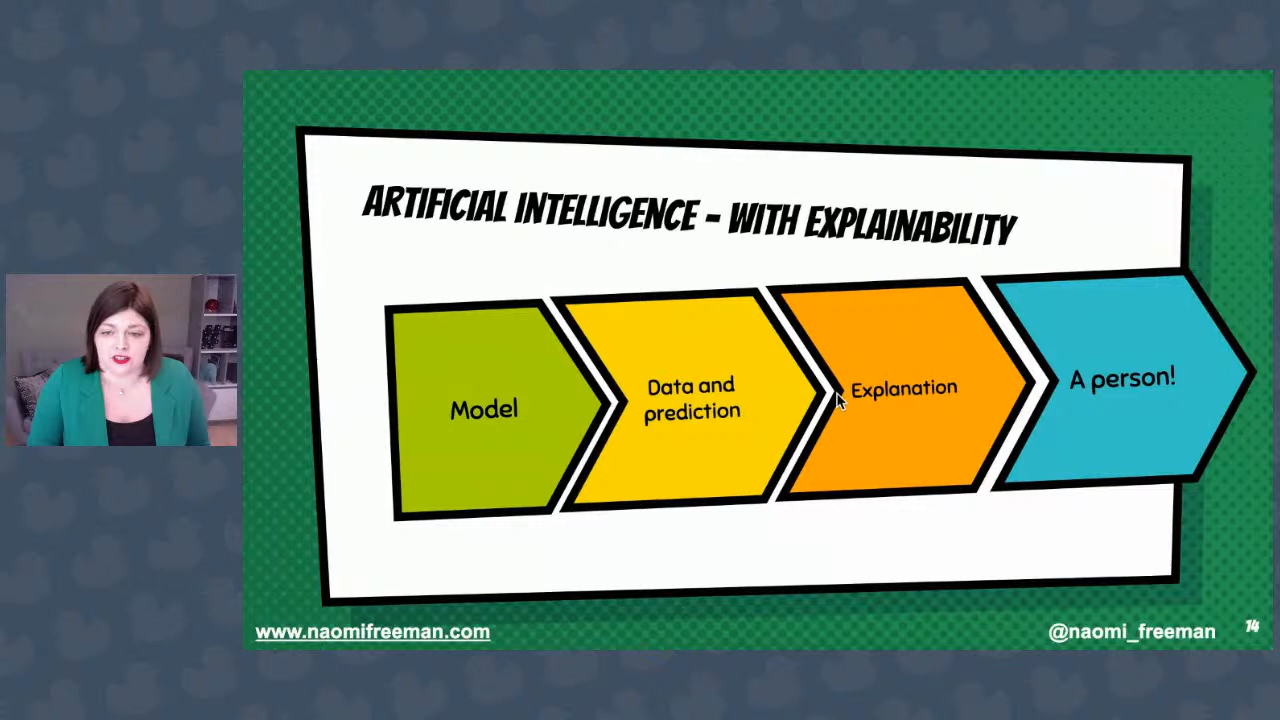 ARTIFICIAL INTELLIGENCE - WITH EXPLAINABILITY
Model
Data and
prediction
Explanation
A person!
www.naomifreeman.com
@naomi_freeman
14